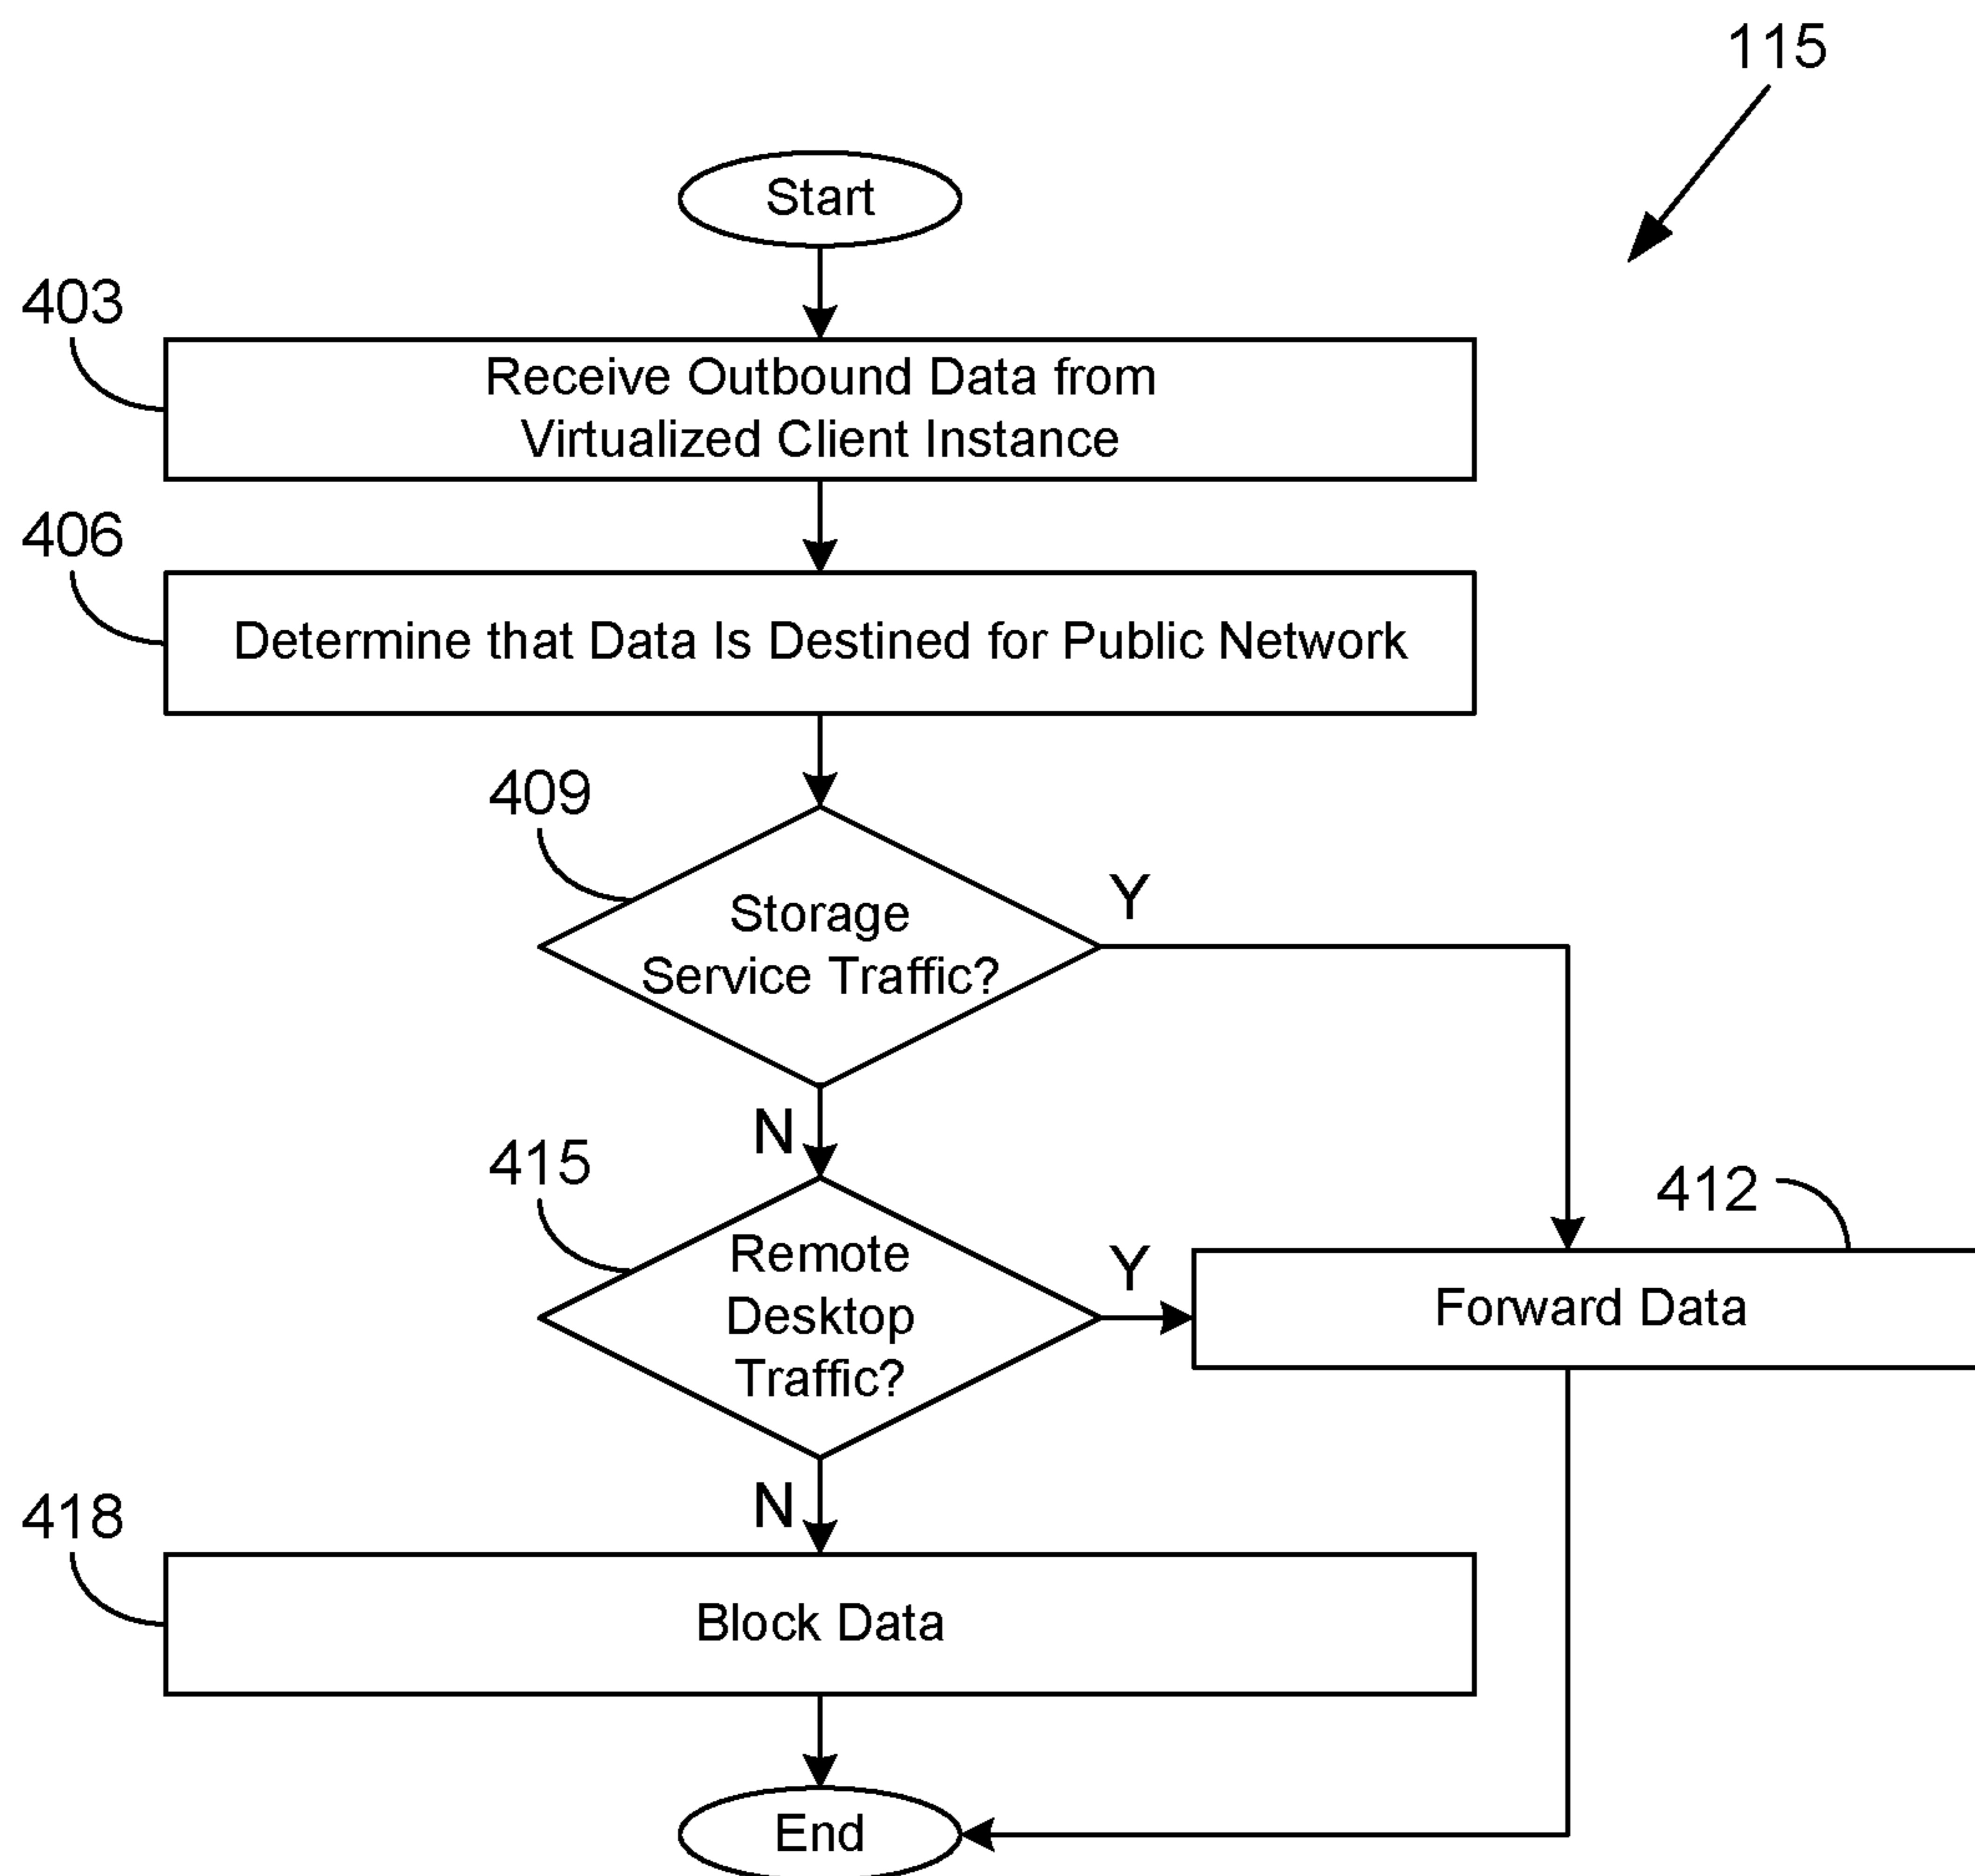 115
Start
403
Receive Outbound Data from
Virtualized Client Instance
406
Determine that Data Is Destined for Public Network
409
Storage
Service Traffic?
Y
N
415
Remote
Desktop
Traffic?
Y
412
Forward Data
N
418
Block Data
End